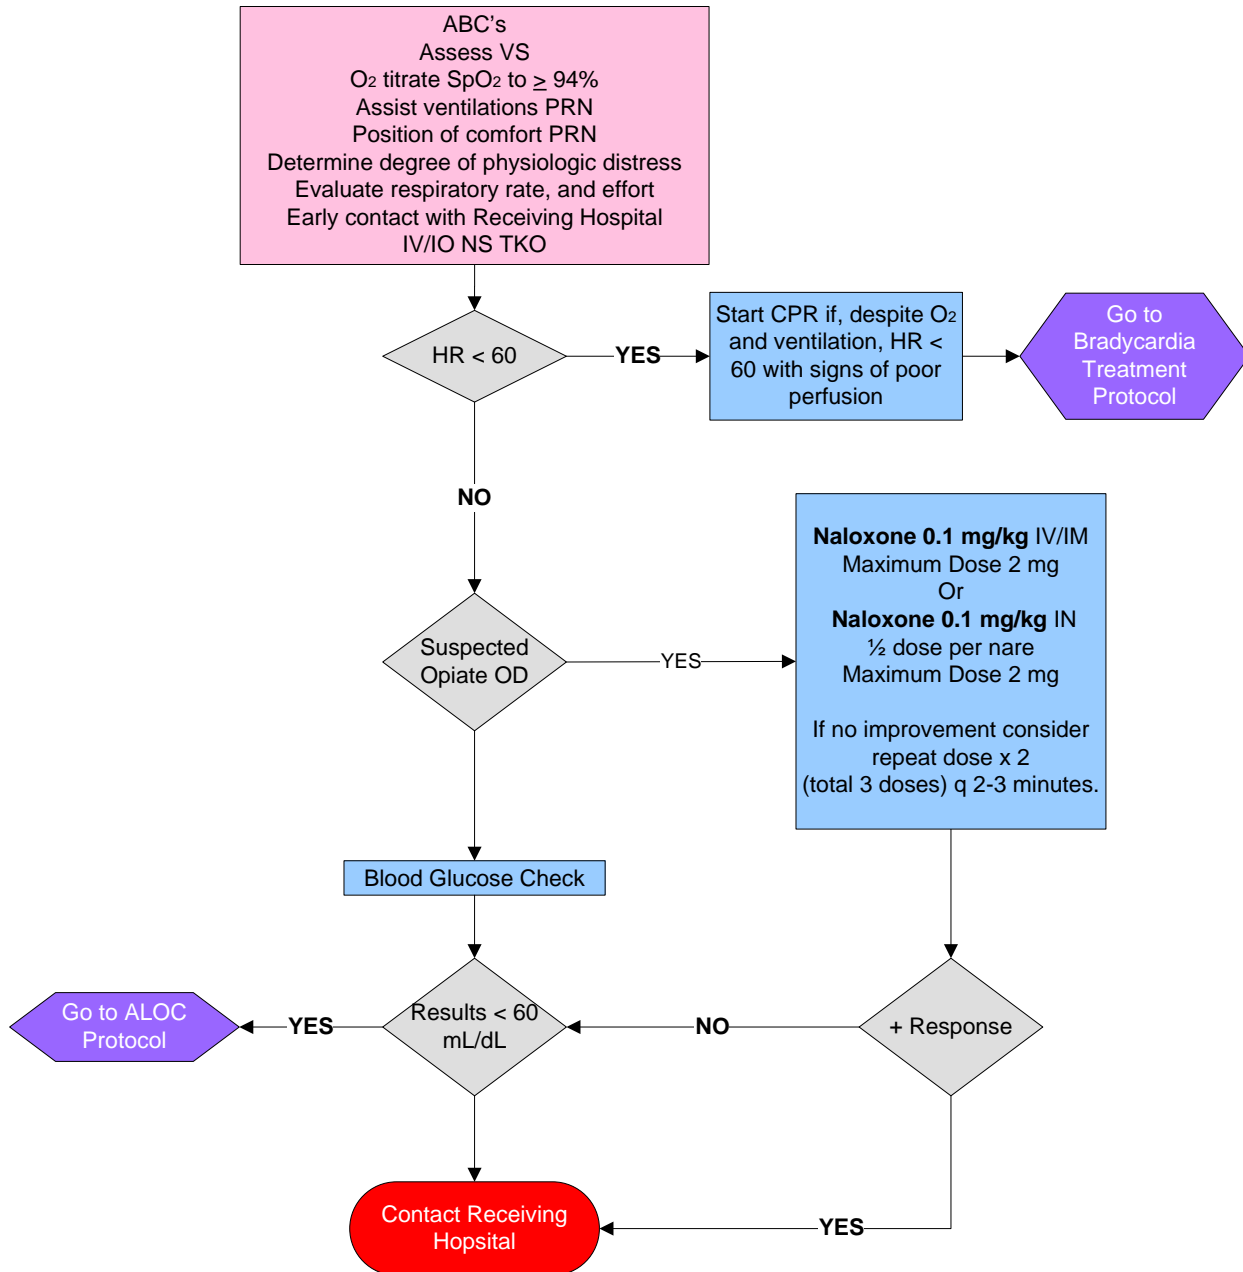 ABC’s
Assess VS
O2 titrate SpO2 to ≥ 94%
Assist ventilations PRN
Position of comfort PRN
Determine degree of physiologic distress
Evaluate respiratory rate, and effort
Early contact with Receiving Hospital
IV/IO NS TKO
HR < 60
YES
Start CPR if, despite O2
and ventilation, HR <
60 with signs of poor
perfusion
Go to
Bradycardia
Treatment
Protocol
NO
Suspected
Opiate OD
YES
Naloxone 0.1 mg/kg IV/IM
Maximum Dose 2 mg
Or
Naloxone 0.1 mg/kg IN
½ dose per nare
Maximum Dose 2 mg
If no improvement consider
repeat dose x 2
(total 3 doses) q 2-3 minutes.
Blood Glucose Check
Go to ALOC
Protocol
YES
Results < 60
mL/dL
NO
+ Response
Contact Receiving
Hopsital
YES